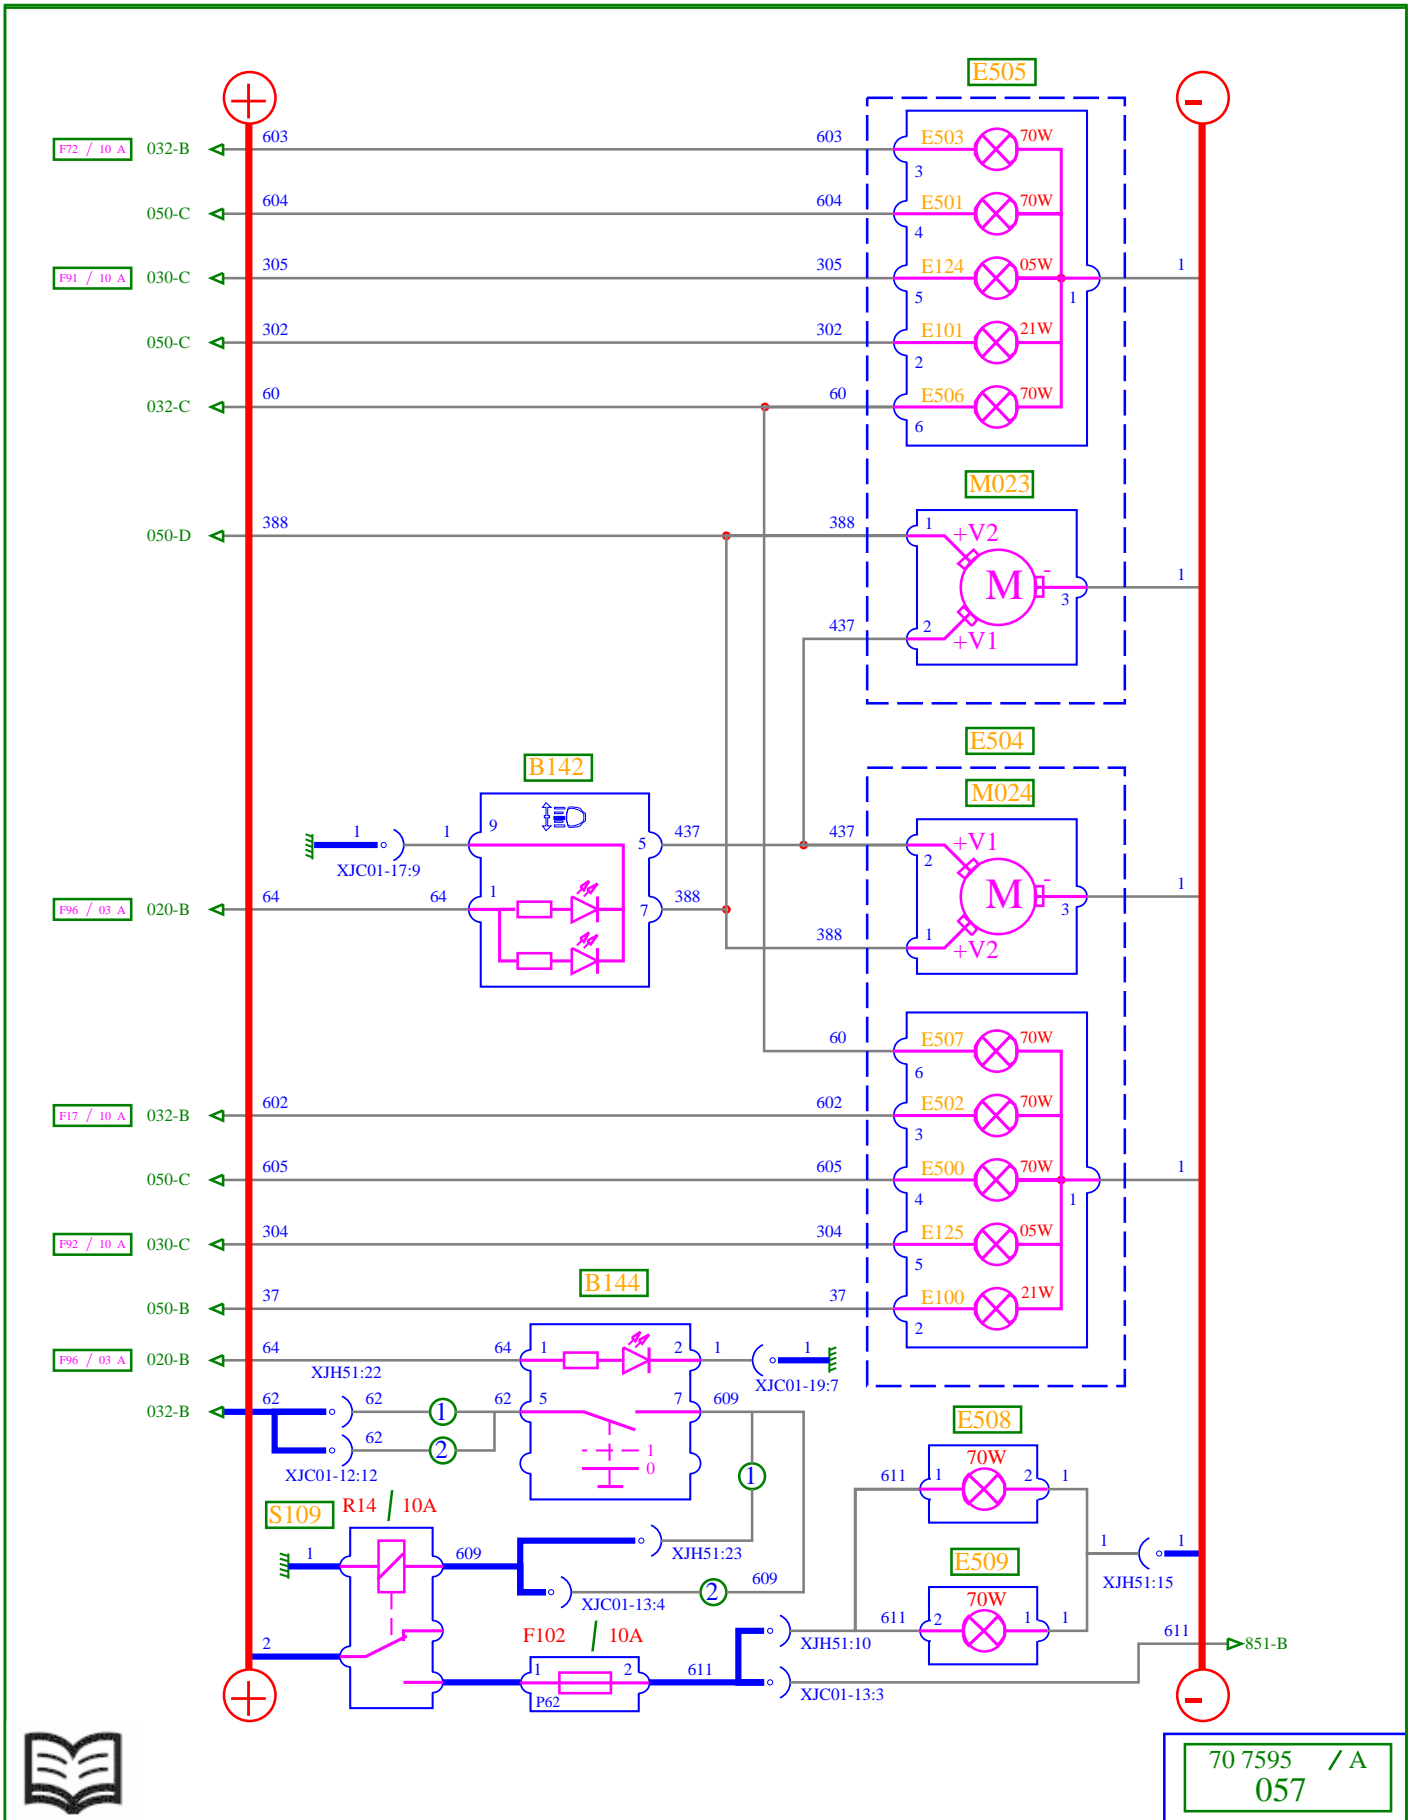 E505
603 603 E503 70W
F72 / 10 A 032-B
3
604 604 E501 70W
050-C
4
305 305 E124 05W 1
F91 / 10 A 030-C
5 1
302 302 E101 21W
050-C
2
60 60 E506 70W
032-C
6
M023
388 388 1 +V2
050-D
M - 1
3
437 2 +V1
E504
B142
M024
1 1 9 5 437 437 +V1
XJC01-17:9
2
64 64 1 7 388
F96 / 03 A 020-B
M - 1
3
388 1 +V2
60 E507 70W
6
602 602 E502 70W
F17 / 10 A 032-B
3
605 605 E500 70W 1
050-C
4 1
304 304 E125 05W
F92 / 10 A 030-C
5
B144
37 37 E100 21W
050-B
2
64 64 1 2 1 1
F96 / 03 A 020-B
XJH51:22
XJC01-19:7
62 62 62 5 7 609
032-B
1
62
2
XJC01-12:12
1
0
1
E508
70W
611 1 2 1
S109 R14 / 10A
1 609
XJH51:23
E509
70W
1 1
XJH51:15
2 609
XJC01-13:4
611 2 1 1
XJH51:10
2
F102 / 10A
1 2 611
P62
XJC01-13:3
611 851-B
70 7595 / A
057